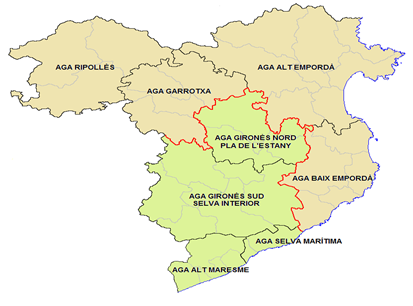 AGA RIPOLLÈS
AGA ALT EMPORDÀ
AGA GARROTXA
AGA GIRONÈS NORD
PLA DE L'ESTANY
AGA BAIX EMPORDÀ
AGA GIRONÈS SUD
SELVA INTERIOR
AGA SELVA MARÍTIMA
AGA ALT MARESME